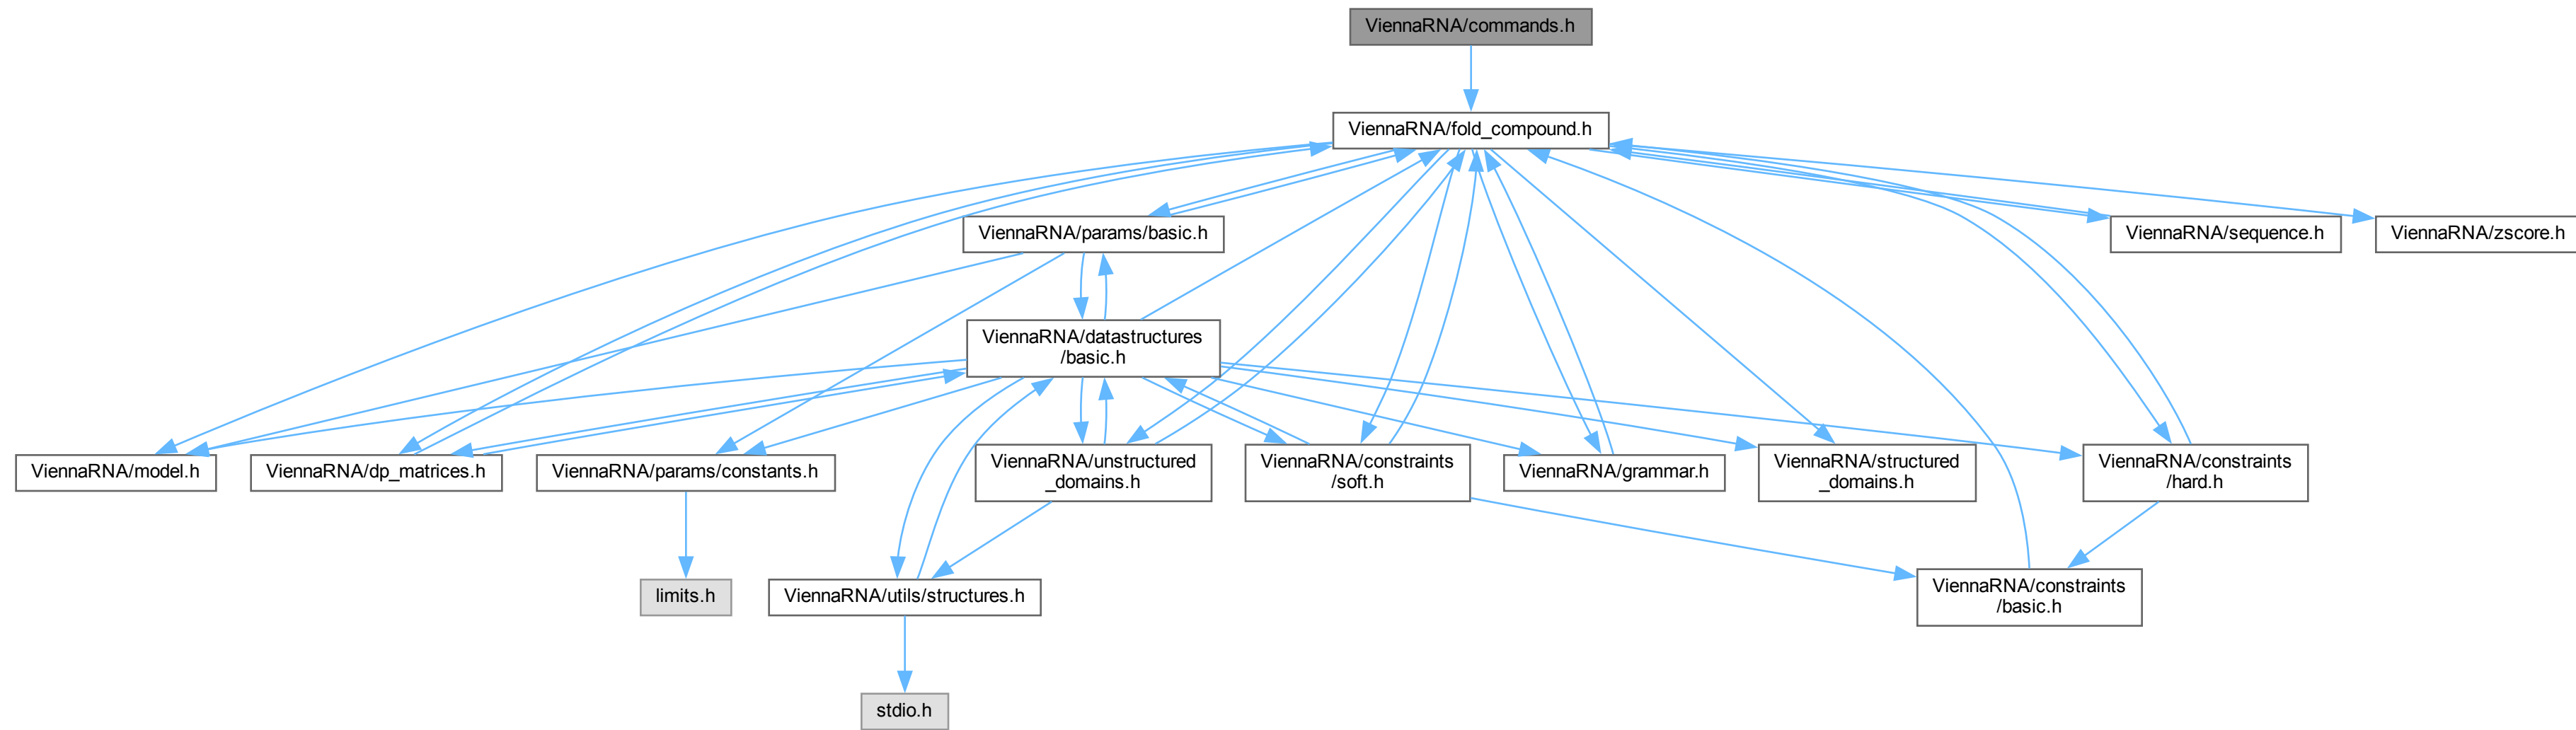 ViennaRNA/commands.h
ViennaRNA/fold_compound.h
ViennaRNA/params/basic.h
ViennaRNA/sequence.h
ViennaRNA/zscore.h
ViennaRNA/datastructures
/basic.h
ViennaRNA/model.h
ViennaRNA/dp_matrices.h
ViennaRNA/params/constants.h
ViennaRNA/unstructured
_domains.h
ViennaRNA/constraints
/soft.h
ViennaRNA/grammar.h
ViennaRNA/structured
_domains.h
ViennaRNA/constraints
/hard.h
limits.h
ViennaRNA/utils/structures.h
ViennaRNA/constraints
/basic.h
stdio.h